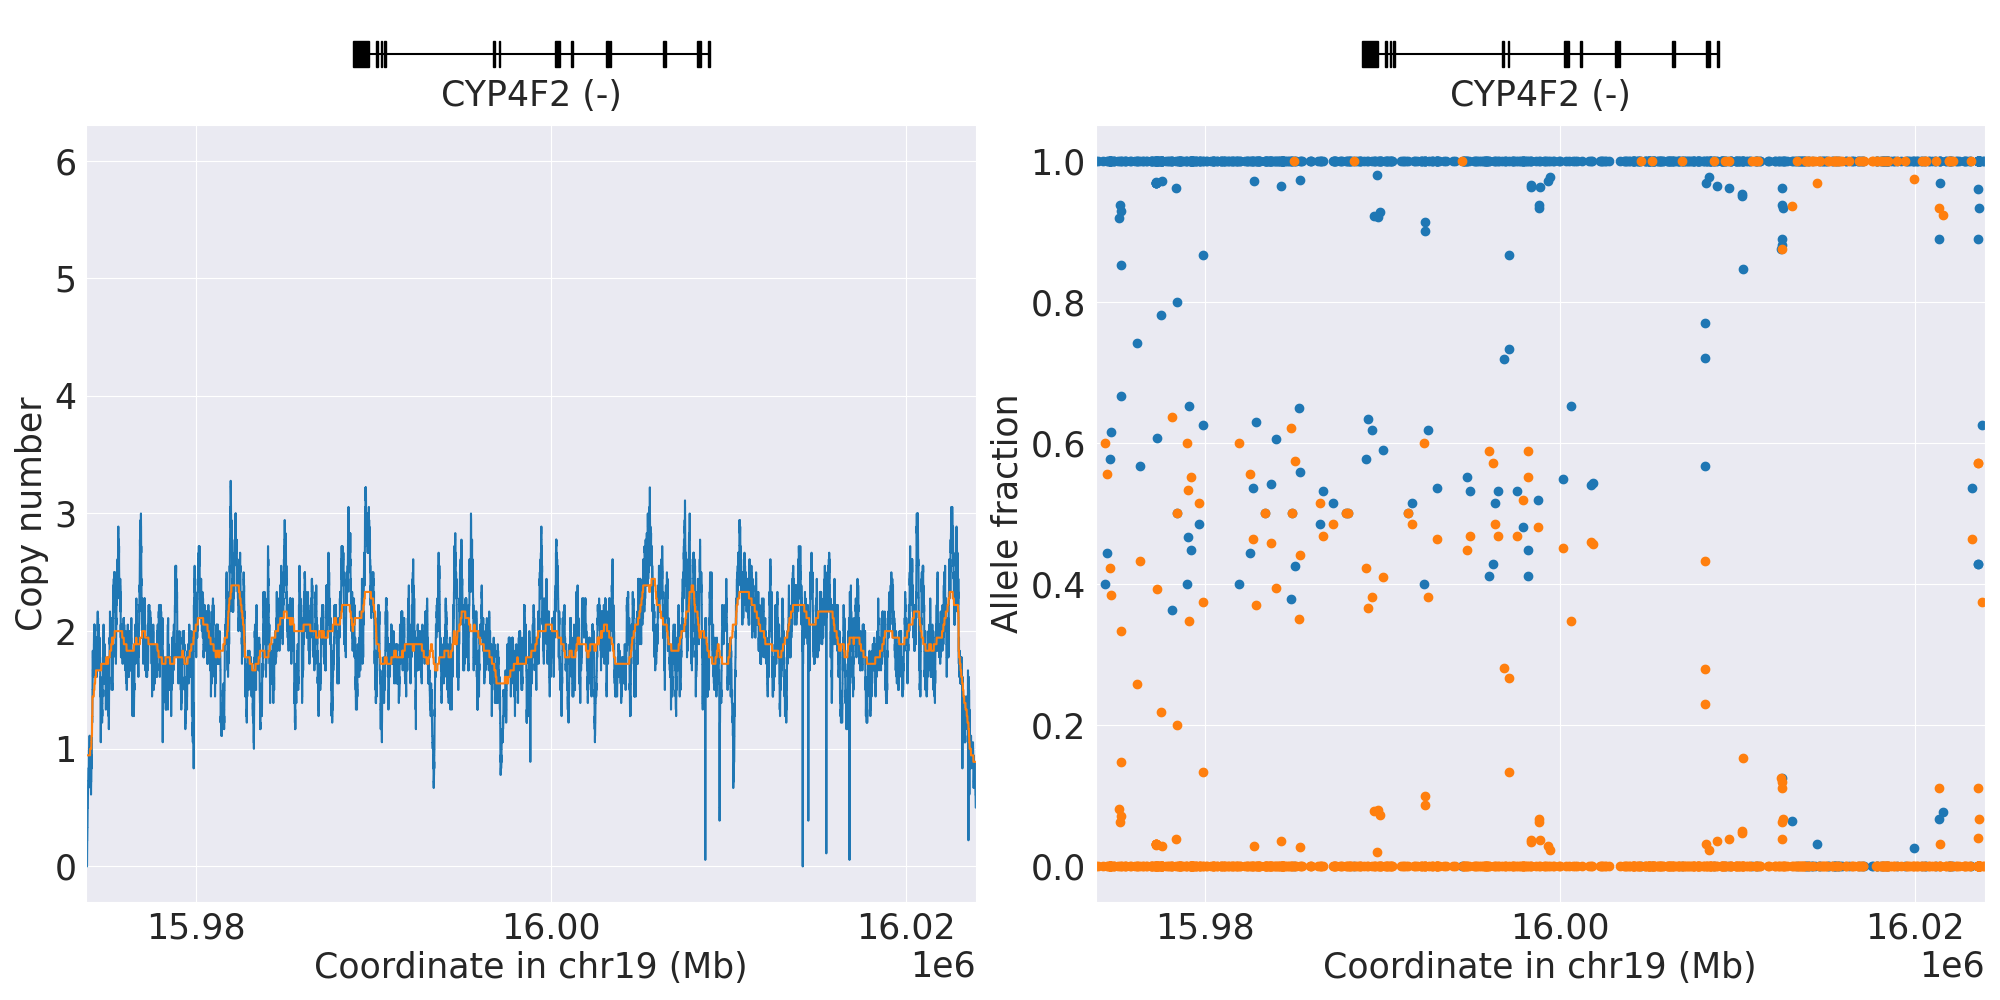 CYP4F2 (-)
CYP4F2 (-)
6
5
4
3
2
1
0
Copy number
15.98
16.00
16.02
Coordinate in chr19 (Mb)
1e6
1.0
0.8
0.6
0.4
0.2
0.0
Allele fraction
15.98
16.00
16.02
Coordinate in chr19 (Mb)
1e6